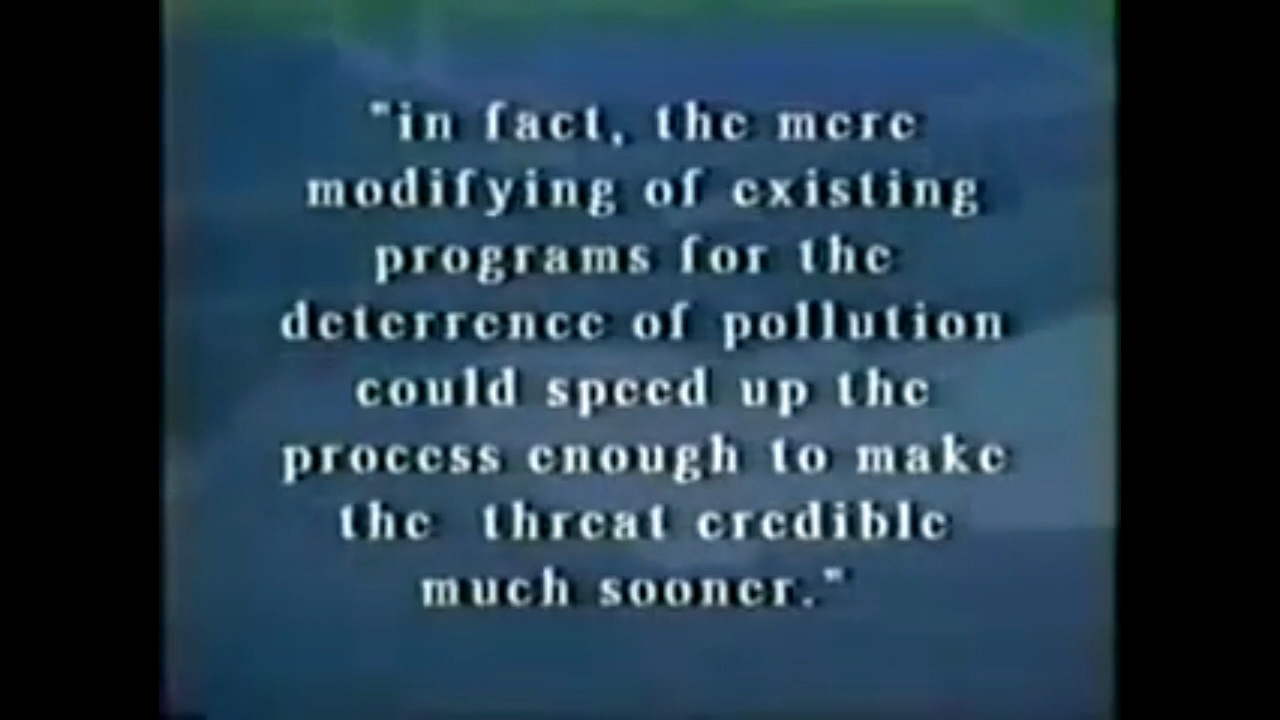 "in fact, the mere
modifying of existing
programs for the
deterrence of pollution
could speed up the
process enough to make
the threat credible
much sooner."